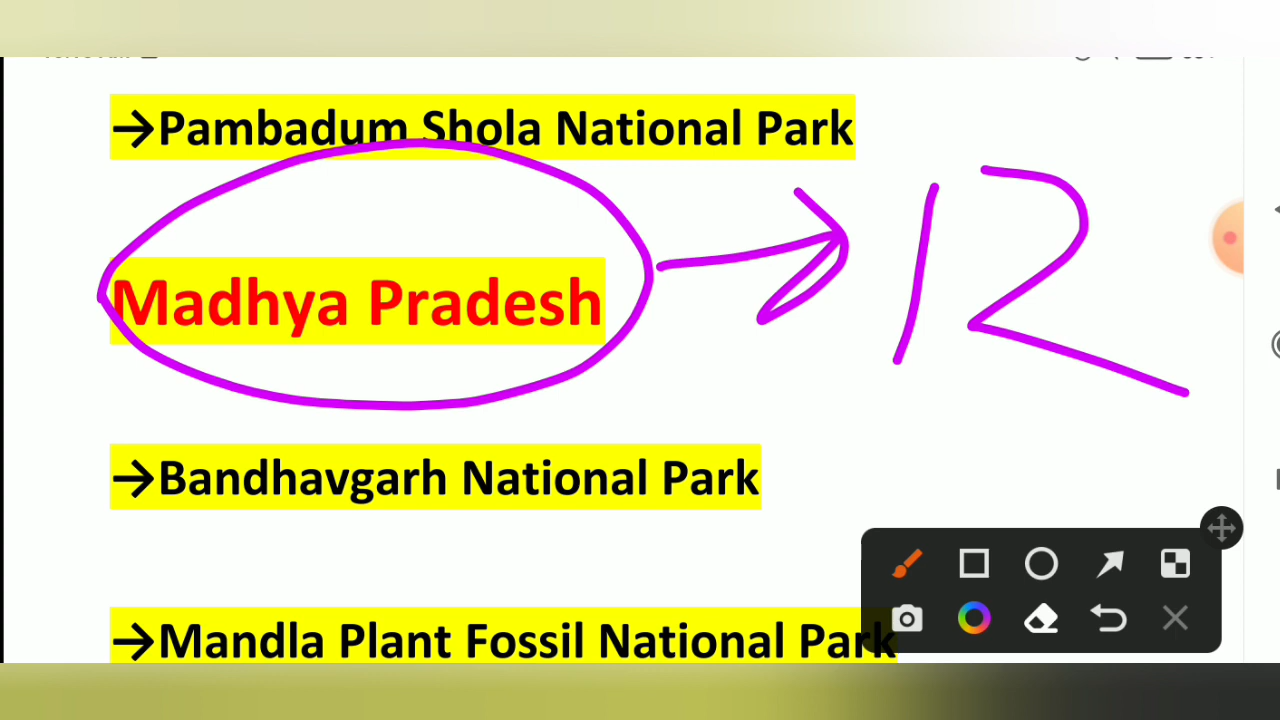 →Pambadum Shola National Park
Madhya Pradesh
12
→Bandhavgarh National Park
→Mandla Plant Fossil National Park